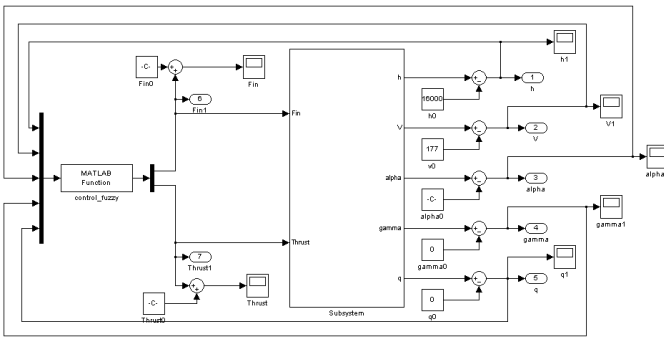 h1
-C-
Fin0
Fin
6
Fin1
h
16000
h0
1
h
V1
Fin
V
177
v0
2
V
MATLAB
Function
control_fuzzy
alpha
-C-
alpha0
3
alpha
alpha
gamma
0
gamma0
4
gamma
gamma1
Thrust
7
Thrust1
q
0
q0
5
q
q1
-C-
Thrust0
Thrust
Subsystem